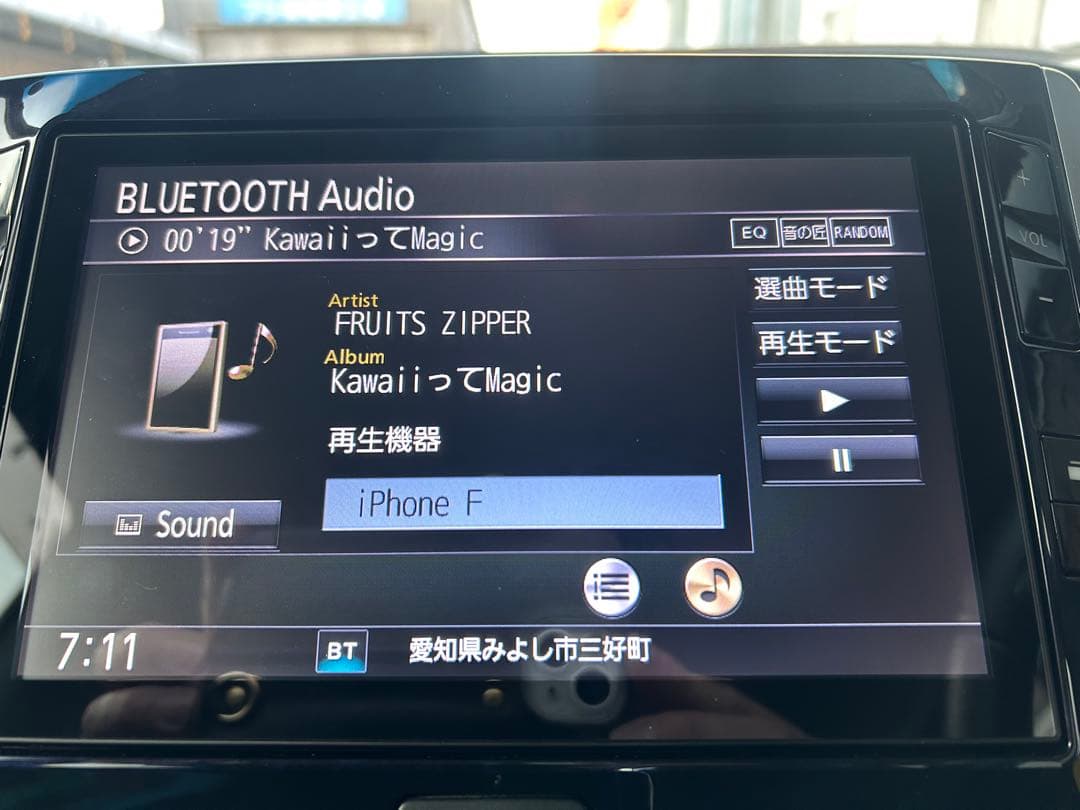 BLUETOOTH Audio
00'19" KawaiiってMagic
EQ 音の匠 RANDOM
Artist
FRUITS ZIPPER
Album
KawaiiってMagic
再生機器
iPhone F
Sound
選曲モード
再生モード
7:11
BT
愛知県みよし市三好町
+
VOL
-